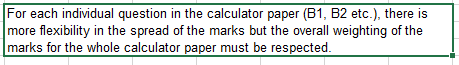 For each individual question in the calculator paper (B1, B2 etc.), there is
more flexibility in the spread of the marks but the overall weighting of the
marks for the whole calculator paper must be respected.